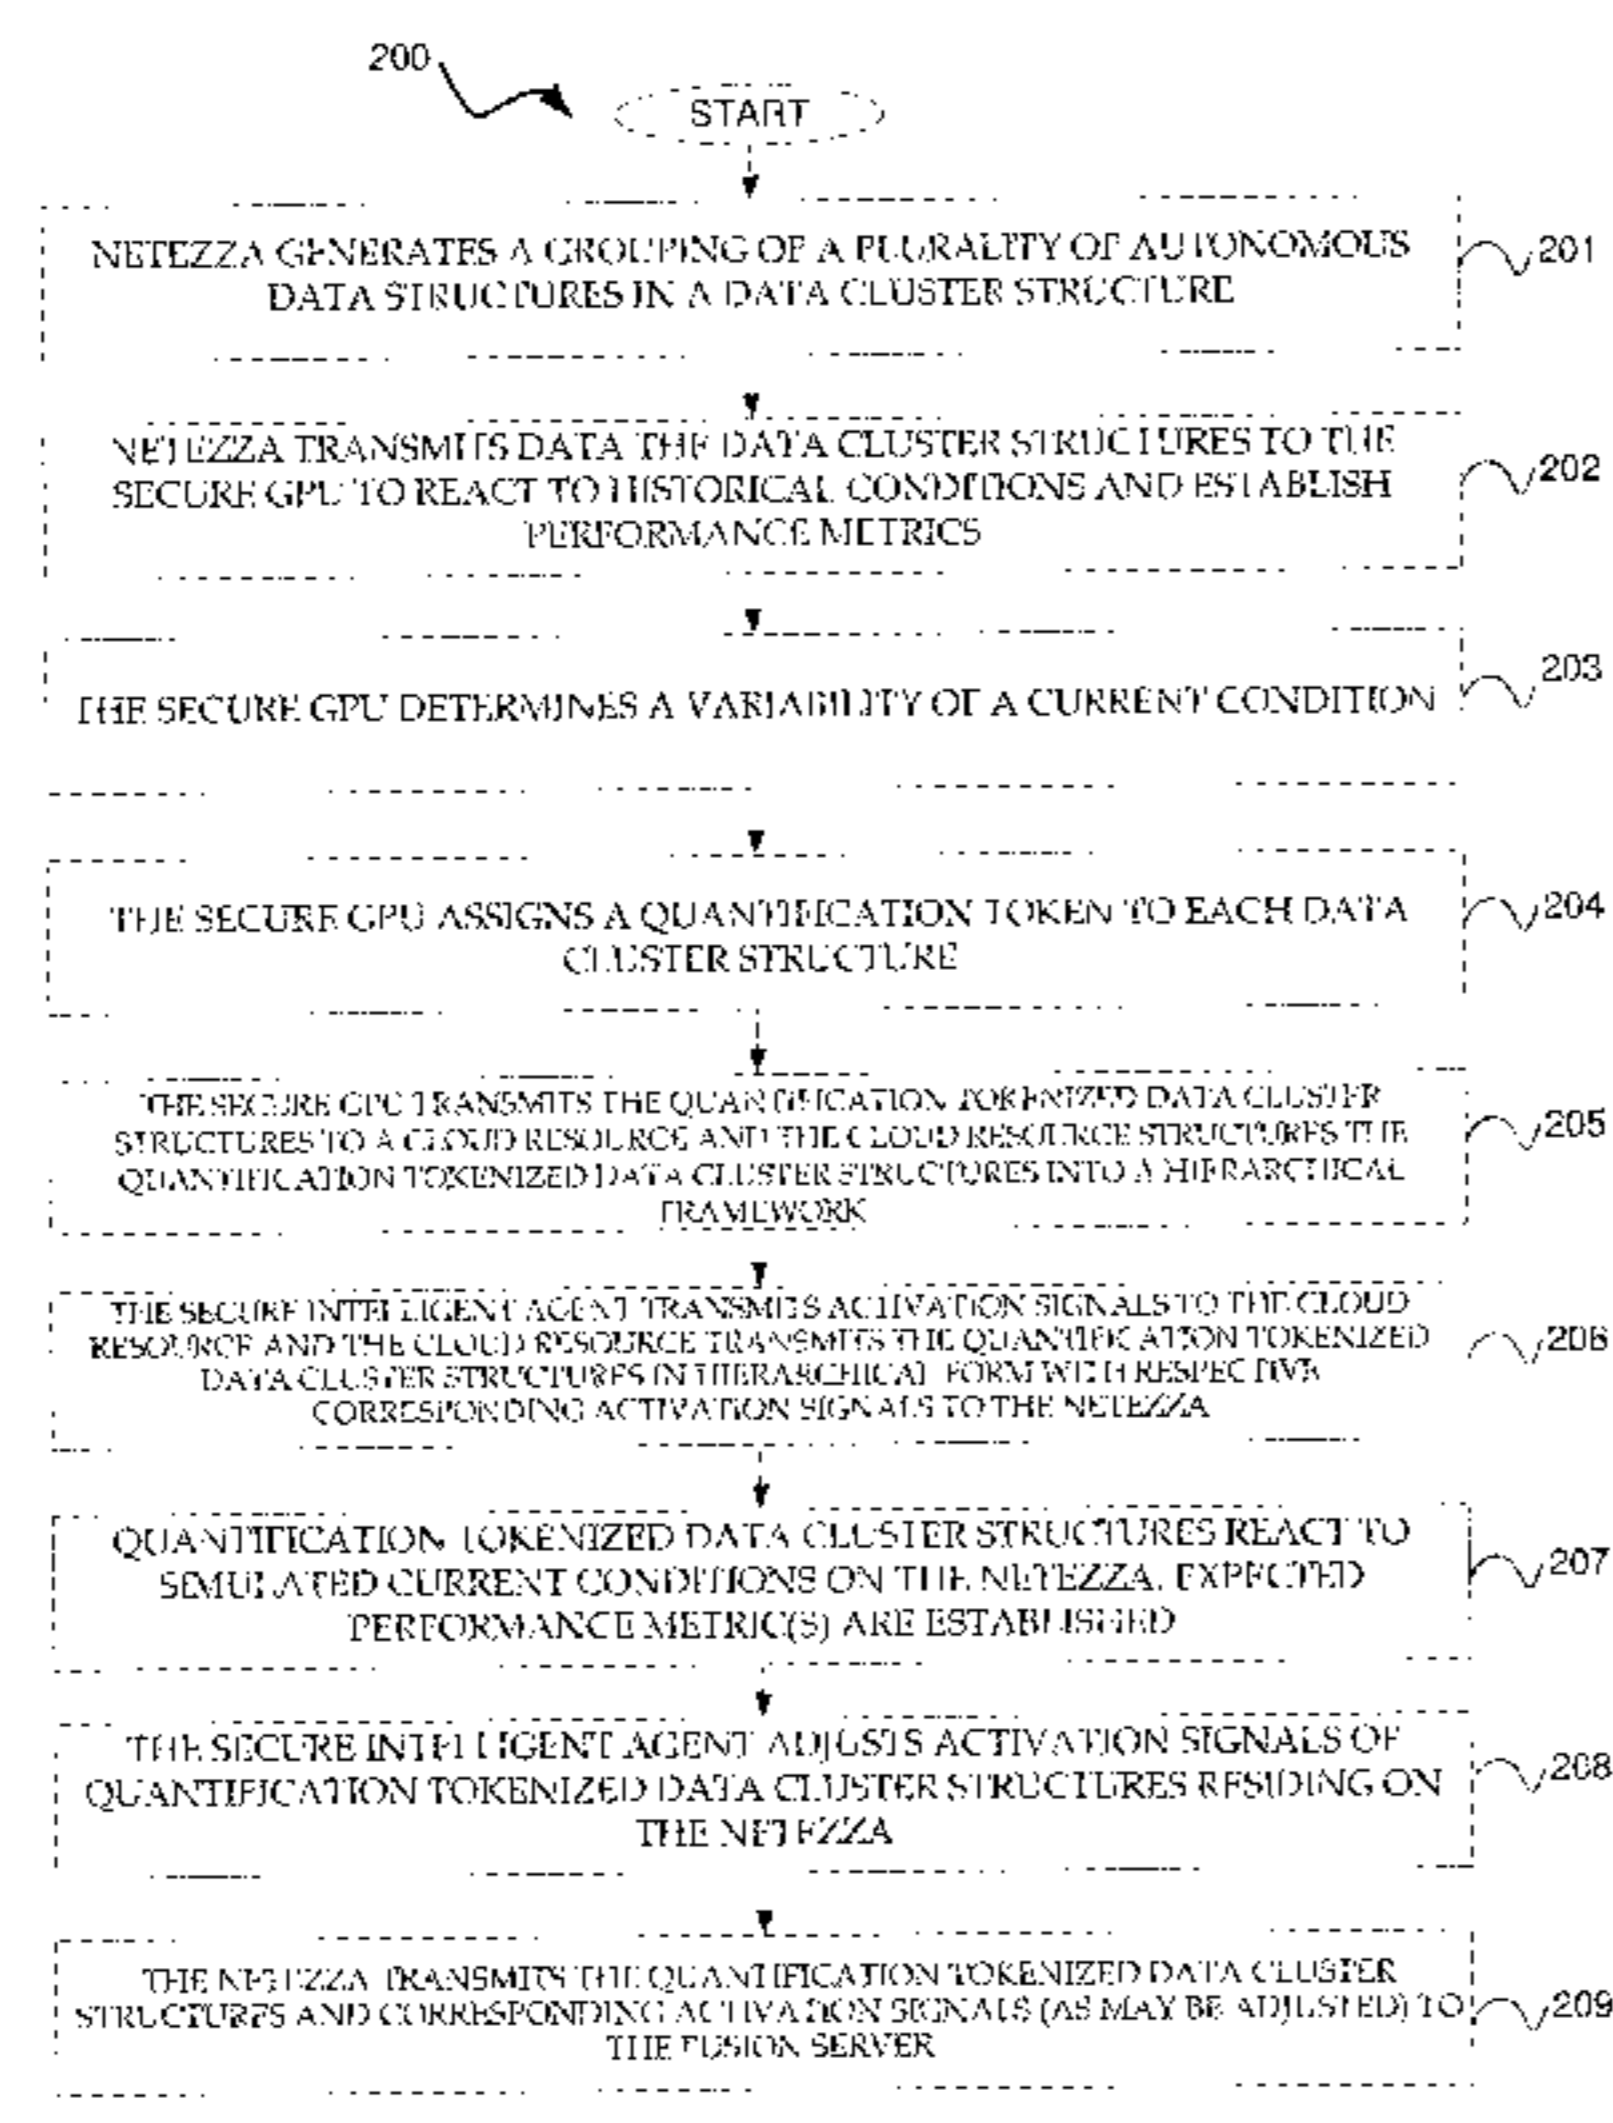 200
START
NETEZZA GENERATES A GROUPING OF A PLURALITY OF AUTONOMOUS
DATA STRUCTURES IN A DATA CLUSTER STRUCTURE
201
NETEZZA TRANSMITS DATA THE DATA CLUSTER STRUCTURES TO THE
SECURE GPU TO REACT TO HISTORICAL CONDITIONS AND ESTABLISH
PERFORMANCE METRICS
202
THE SECURE GPU DETERMINES A VARIABILITY OF A CURRENT CONDITION
203
THE SECURE GPU ASSIGNS A QUANTIFICATION TOKEN TO EACH DATA
CLUSTER STRUCTURE
204
THE SECURE GPU TRANSMITS THE QUANTIFICATION TOKENIZED DATA CLUSTER
STRUCTURES TO A CLOUD RESOURCE AND THE CLOUD RESOURCE STRUCTURES THE
QUANTIFICATION TOKENIZED DATA CLUSTER STRUCTURES INTO A HIERARCHICAL
FRAMEWORK
205
THE SECURE INTELLIGENT AGENT TRANSMITS ACTIVATION SIGNALS TO THE CLOUD
RESOURCE AND THE CLOUD RESOURCE TRANSMITS THE QUANTIFICATION TOKENIZED
DATA CLUSTER STRUCTURES IN HIERARCHICAL FORM WITH RESPECTIVE
CORRESPONDING ACTIVATION SIGNALS TO THE NETEZZA
206
QUANTIFICATION TOKENIZED DATA CLUSTER STRUCTURES REACT TO
SIMULATED CURRENT CONDITIONS ON THE NETEZZA. EXPECTED
PERFORMANCE METRIC(S) ARE ESTABLISHED
207
THE SECURE INTELLIGENT AGENT ADJUSTS ACTIVATION SIGNALS OF
QUANTIFICATION TOKENIZED DATA CLUSTER STRUCTURES RESIDING ON
THE NETEZZA
208
THE NETEZZA TRANSMITS THE QUANTIFICATION TOKENIZED DATA CLUSTER
STRUCTURES AND CORRESPONDING ACTIVATION SIGNALS (AS MAY BE ADJUSTED) TO
THE FUSION SERVER
209